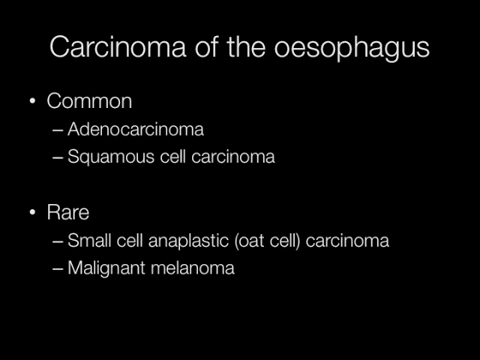 Carcinoma of the oesophagus
• Common
– Adenocarcinoma
– Squamous cell carcinoma
• Rare
– Small cell anaplastic (oat cell) carcinoma
– Malignant melanoma